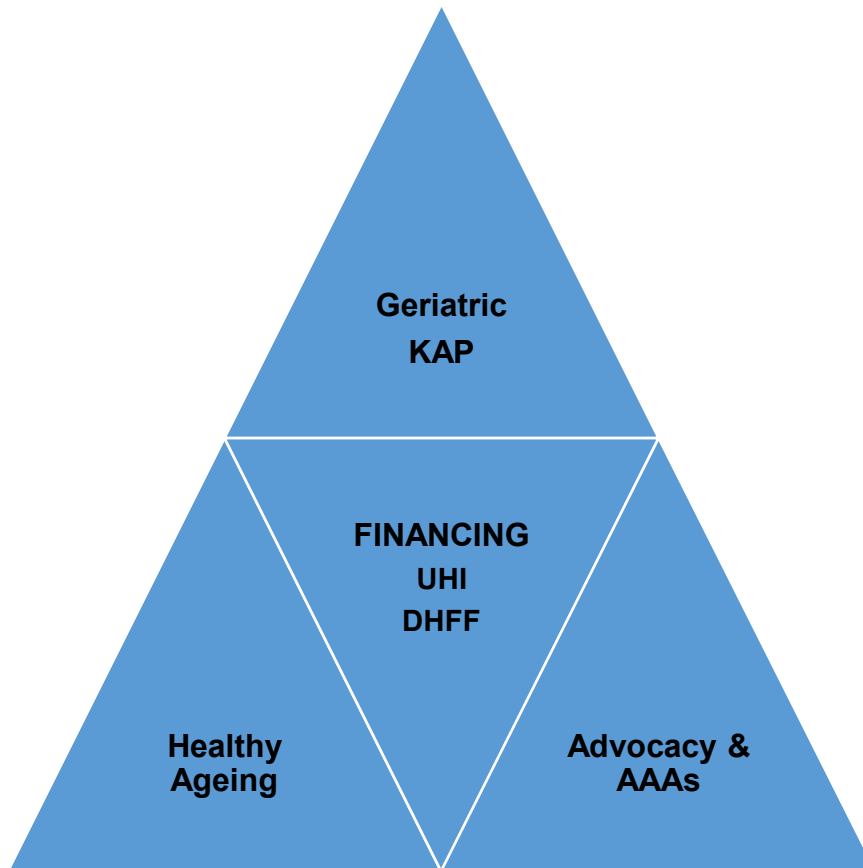 Geriatric
KAP
FINANCING
UHI
DHFF
Healthy
Ageing
Advocacy &
AAAs